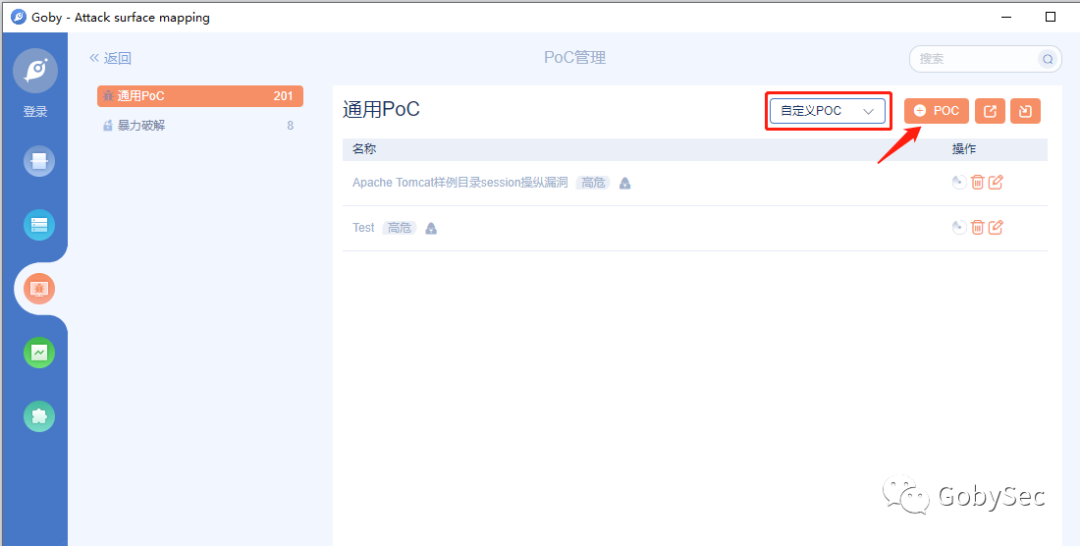 Goby - Attack surface mapping
登录
« 返回
PoC管理
搜索
通用PoC 201
暴力破解 8
通用PoC
自定义POC
POC
名称 操作
Apache Tomcat样例目录session操纵漏洞 高危
Test 高危
GobySec